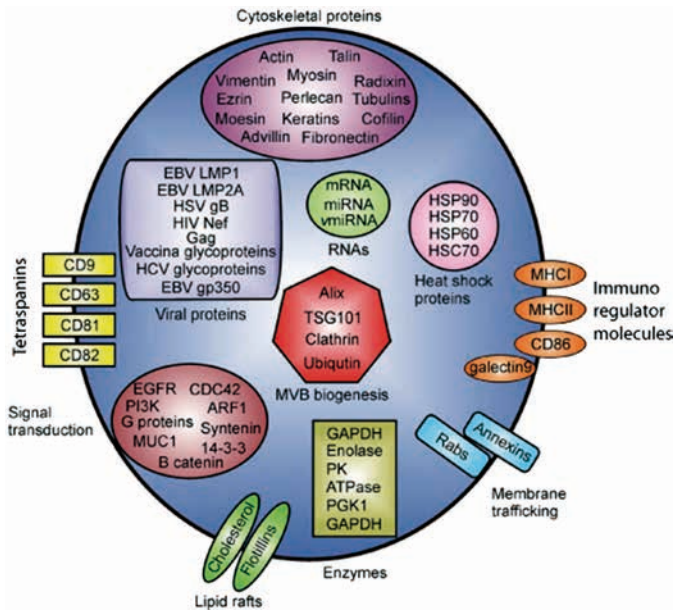 Cytoskeletal proteins
Actin Talin
Vimentin Myosin Radixin
Ezrin Perlecan Tubulins
Moesin Keratins Cofilin
Advillin Fibronectin
EBV LMP1
EBV LMP2A
HSV gB
HIV Nef
Gag
Vaccina glycoproteins
HCV glycoproteins
EBV gp350
Viral proteins
mRNA
miRNA
vmiRNA
RNAs
HSP90
HSP70
HSP60
HSC70
Heat shock
proteins
Tetraspanins
CD9
CD63
CD81
CD82
Alix
TSG101
Clathrin
Ubiqutin
MVB biogenesis
MHCI
MHCII
CD86
galectin9
Immuno
regulator
molecules
Signal
transduction
EGFR CDC42
PI3K ARF1
G proteins Syntenin
MUC1 14-3-3
B catenin
GAPDH
Enolase
PK
ATPase
PGK1
GAPDH
Enzymes
Rabs
Annexins
Membrane
trafficking
Cholesterol
Flotillins
Lipid rafts